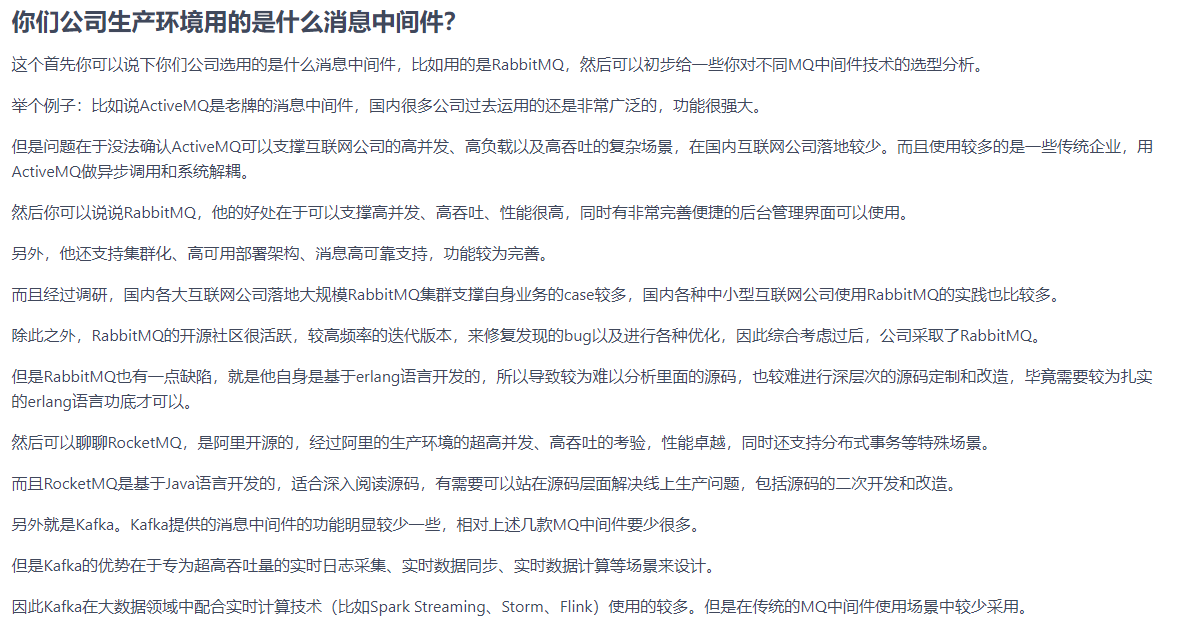 你们公司生产环境用的是什么消息中间件？
这个首先你可以说下你们公司选用的是什么消息中间件，比如用的是RabbitMQ，然后可以初步给一些你对不同MQ中间件技术的选型分析。
举个例子：比如说ActiveMQ是老牌的消息中间件，国内很多公司过去运用的还是非常广泛的，功能很强大。
但是问题在于没法确认ActiveMQ可以支撑互联网公司的高并发、高负载以及高吞吐的复杂场景，在国内互联网公司落地较少。而且使用较多的是一些传统企业，用
ActiveMQ做异步调用和系统解耦。
然后你可以说说RabbitMQ，他的好处在于可以支撑高并发、高吞吐、性能很高，同时有非常完善便捷的后台管理界面可以使用。
另外，他还支持集群化、高可用部署架构、消息高可靠支持，功能较为完善。
而且经过调研，国内各大互联网公司落地大规模RabbitMQ集群支撑自身业务的case较多，国内各种中小型互联网公司使用RabbitMQ的实践也比较多。
除此之外，RabbitMQ的开源社区很活跃，较高频率的迭代版本，来修复发现的bug以及进行各种优化，因此综合考虑过后，公司采取了RabbitMQ。
但是RabbitMQ也有一点缺陷，就是他自身是基于erlang语言开发的，所以导致较为难以分析里面的源码，也较难进行深层次的源码定制和改造，毕竟需要较为扎实
的erlang语言功底才可以。
然后可以聊聊RocketMQ，是阿里开源的，经过阿里的生产环境的超高并发、高吞吐的考验，性能卓越，同时还支持分布式事务等特殊场景。
而且RocketMQ是基于Java语言开发的，适合深入阅读源码，有需要可以站在源码层面解决线上生产问题，包括源码的二次开发和改造。
另外就是Kafka。Kafka提供的消息中间件的功能明显较少一些，相对上述几款MQ中间件要少很多。
但是Kafka的优势在于专为超高吞吐量的实时日志采集、实时数据同步、实时数据计算等场景来设计。
因此Kafka在大数据领域中配合实时计算技术（比如Spark Streaming、Storm、Flink）使用的较多。但是在传统的MQ中间件使用场景中较少采用。